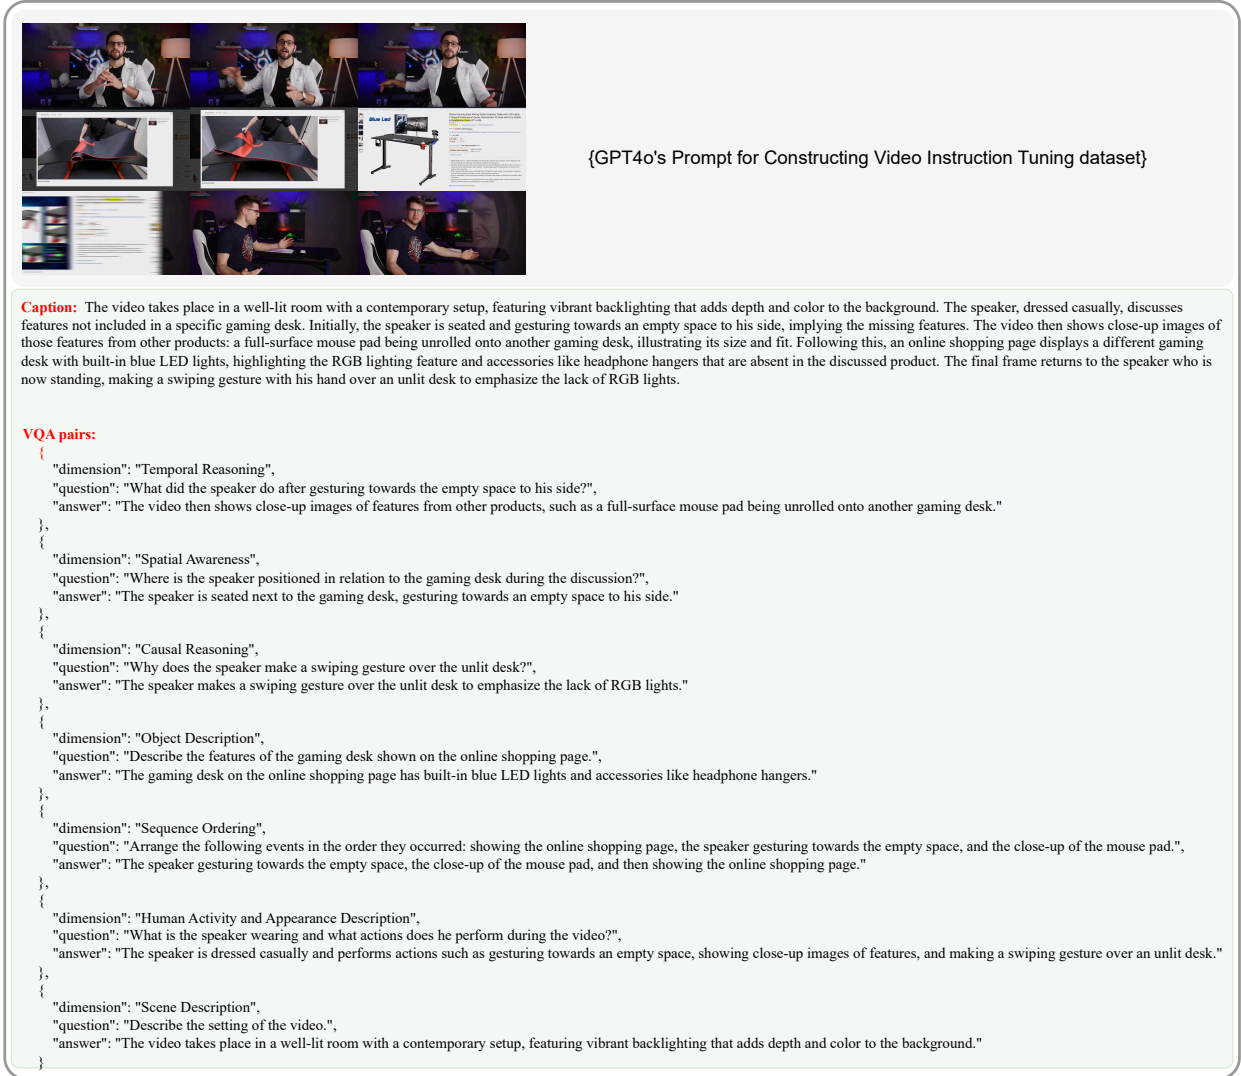 Blue Led
{GPT4o's Prompt for Constructing Video Instruction Tuning dataset}
Caption: The video takes place in a well-lit room with a contemporary setup, featuring vibrant backlighting that adds depth and color to the background. The speaker, dressed casually, discusses
features not included in a specific gaming desk. Initially, the speaker is seated and gesturing towards an empty space to his side, implying the missing features. The video then shows close-up images of
those features from other products: a full-surface mouse pad being unrolled onto another gaming desk, illustrating its size and fit. Following this, an online shopping page displays a different gaming
desk with built-in blue LED lights, highlighting the RGB lighting feature and accessories like headphone hangers that are absent in the discussed product. The final frame returns to the speaker who is
now standing, making a swiping gesture with his hand over an unlit desk to emphasize the lack of RGB lights.
VQA pairs:
{
"dimension": "Temporal Reasoning",
"question": "What did the speaker do after gesturing towards the empty space to his side?",
"answer": "The video then shows close-up images of features from other products, such as a full-surface mouse pad being unrolled onto another gaming desk."
},
{
"dimension": "Spatial Awareness",
"question": "Where is the speaker positioned in relation to the gaming desk during the discussion?",
"answer": "The speaker is seated next to the gaming desk, gesturing towards an empty space to his side."
},
{
"dimension": "Causal Reasoning",
"question": "Why does the speaker make a swiping gesture over the unlit desk?",
"answer": "The speaker makes a swiping gesture over the unlit desk to emphasize the lack of RGB lights."
},
{
"dimension": "Object Description",
"question": "Describe the features of the gaming desk shown on the online shopping page.",
"answer": "The gaming desk on the online shopping page has built-in blue LED lights and accessories like headphone hangers."
},
{
"dimension": "Sequence Ordering",
"question": "Arrange the following events in the order they occurred: showing the online shopping page, the speaker gesturing towards the empty space, and the close-up of the mouse pad.",
"answer": "The speaker gesturing towards the empty space, the close-up of the mouse pad, and then showing the online shopping page."
},
{
"dimension": "Human Activity and Appearance Description",
"question": "What is the speaker wearing and what actions does he perform during the video?",
"answer": "The speaker is dressed casually and performs actions such as gesturing towards an empty space, showing close-up images of features, and making a swiping gesture over an unlit desk."
},
{
"dimension": "Scene Description",
"question": "Describe the setting of the video.",
"answer": "The video takes place in a well-lit room with a contemporary setup, featuring vibrant backlighting that adds depth and color to the background."
}